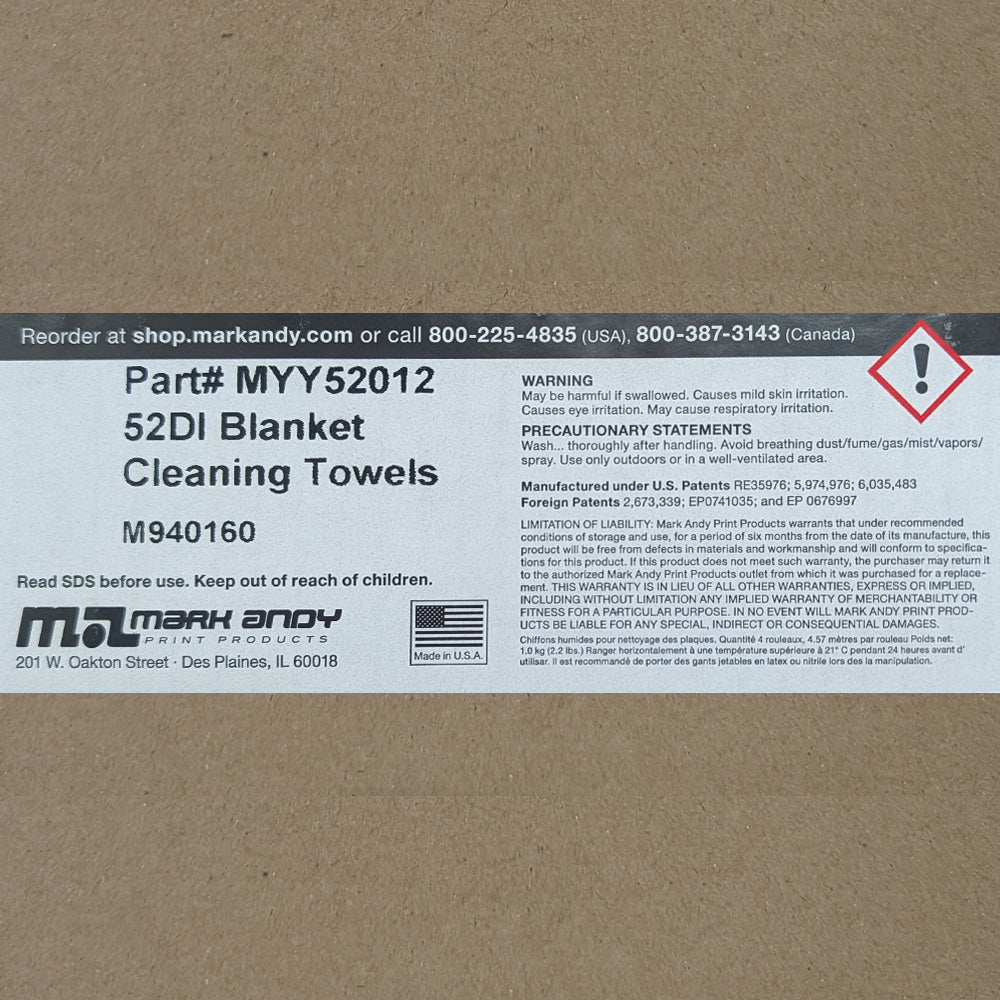 Reorder at shop.markandy.com or call 800-225-4835 (USA), 800-387-3143 (Canada)
Part# MYY52012
52DI Blanket
Cleaning Towels
M940160
Read SDS before use. Keep out of reach of children.
MARK ANDY
PRINT PRODUCTS
201 W. Oakton Street · Des Plaines, IL 60018
Made in U.S.A.
WARNING
May be harmful if swallowed. Causes mild skin irritation.
Causes eye irritation. May cause respiratory irritation.
PRECAUTIONARY STATEMENTS
Wash... thoroughly after handling. Avoid breathing dust/fume/gas/mist/vapors/
spray. Use only outdoors or in a well-ventilated area.
Manufactured under U.S. Patents RE35976; 5,974,976; 6,035,483
Foreign Patents 2,673,339; EP0741035; and EP 0676997
LIMITATION OF LIABILITY: Mark Andy Print Products warrants that under recommended
conditions of storage and use, for a period of six months from the date of its manufacture, this
product will be free from defects in materials and workmanship and will conform to specifica-
tions for this product. If this product does not meet such warranty, the purchaser may return it
to the authorized Mark Andy Print Products outlet from which it was purchased for a replace-
ment. THIS WARRANTY IS IN LIEU OF ALL OTHER WARRANTIES, EXPRESS OR IMPLIED,
INCLUDING WITHOUT LIMITATION ANY IMPLIED WARRANTY OF MERCHANTABILITY OR
FITNESS FOR A PARTICULAR PURPOSE. IN NO EVENT WILL MARK ANDY PRINT PROD-
UCTS BE LIABLE FOR ANY SPECIAL, INDIRECT OR CONSEQUENTIAL DAMAGES.
Chiffons humides pour nettoyage des plaques. Quantité 4 rouleaux, 4.57 mètres par rouleau Poids net:
1.0 kg (2.2 lbs.) Ranger horizontalement à une température supérieure à 21° C pendant 24 heures avant d'
utilisar. Il est recommandé de porter des gants jetables en latex ou nitrile lors des la manipulation.